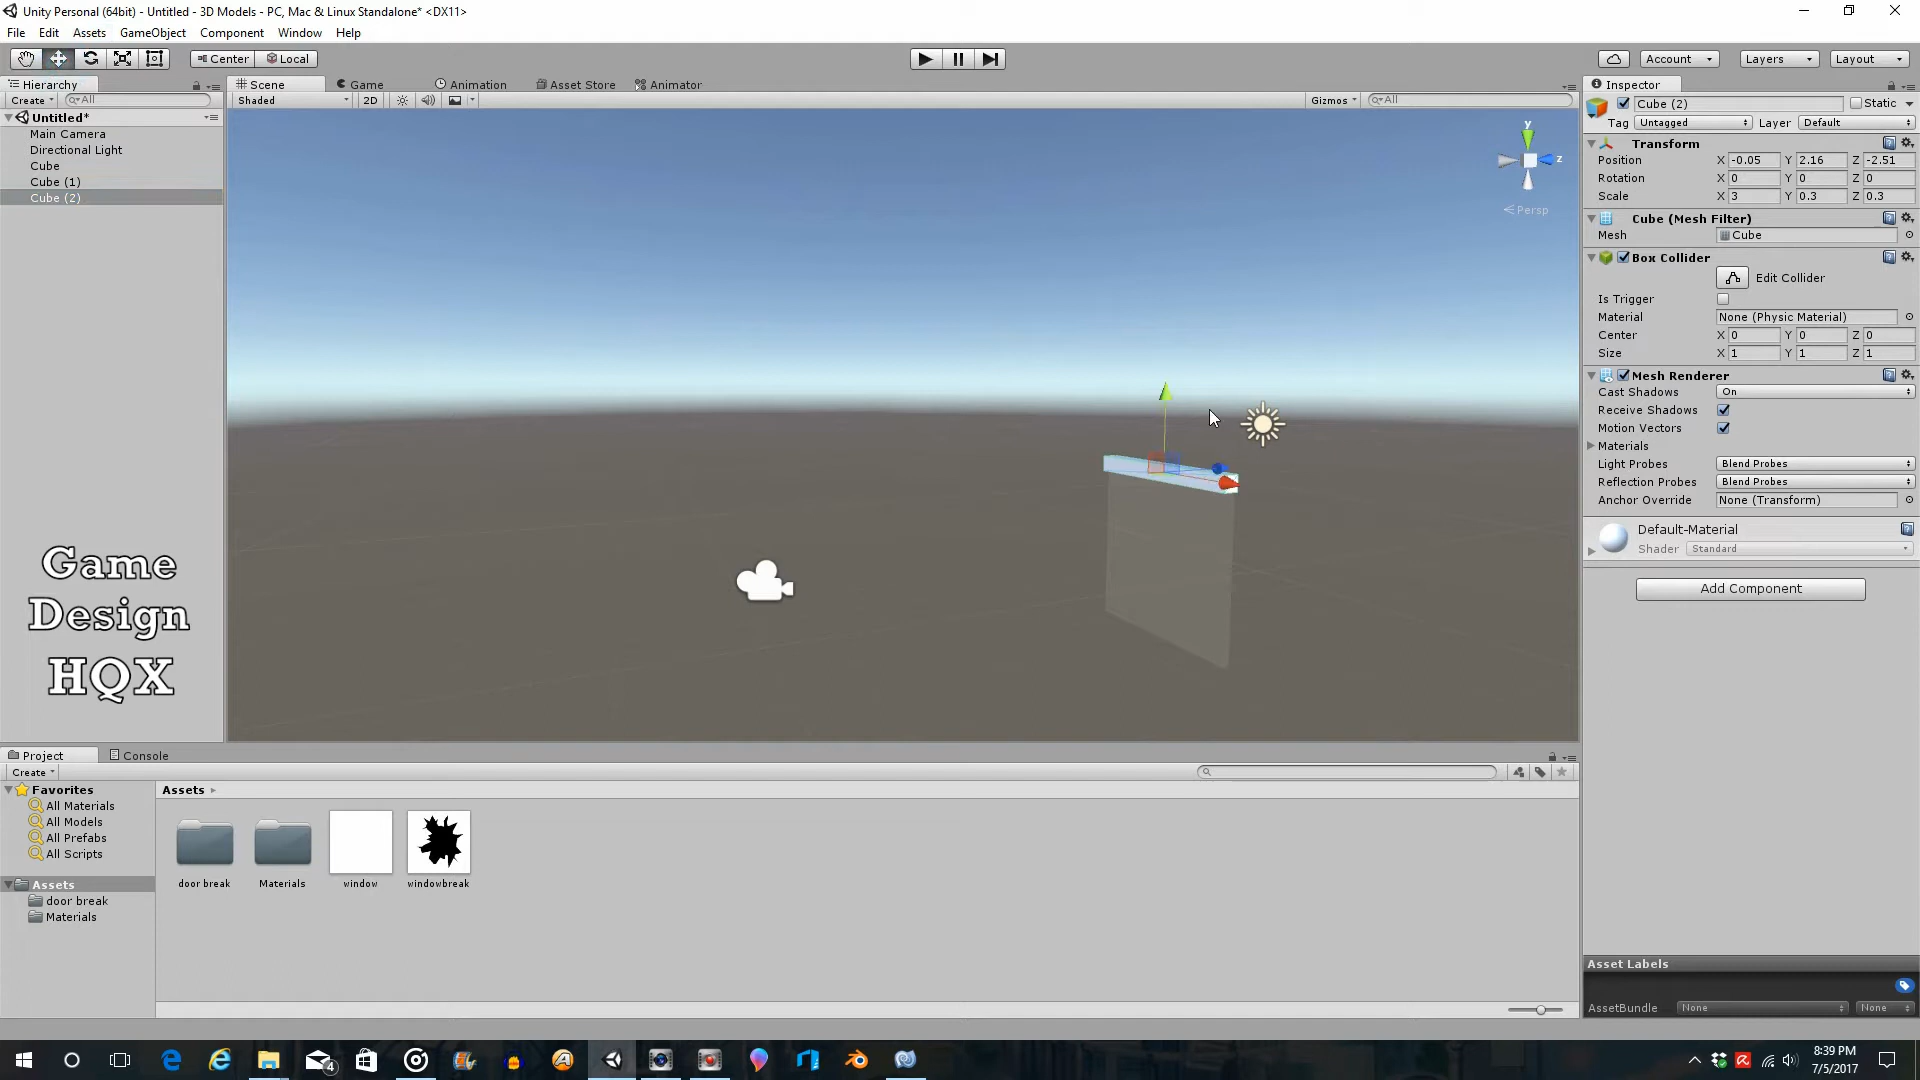 Unity Personal (64bit) - Untitled - 3D Models - PC, Mac & Linux Standalone* <DX11>
File Edit Assets GameObject Component Window Help
Center Local
Account Layers Layout
Hierarchy
Create All
Untitled*
Main Camera
Directional Light
Cube
Cube (1)
Cube (2)
Scene Game Animation Asset Store Animator
Shaded 2D Gizmos All
y
z
Persp
Game
Design
HQX
Inspector
Cube (2) Static
Tag Untagged Layer Default
Transform
Position X -0.05 Y 2.16 Z -2.51
Rotation X 0 Y 0 Z 0
Scale X 3 Y 0.3 Z 0.3
Cube (Mesh Filter)
Mesh Cube
Box Collider
Edit Collider
Is Trigger
Material None (Physic Material)
Center X 0 Y 0 Z 0
Size X 1 Y 1 Z 1
Mesh Renderer
Cast Shadows On
Receive Shadows
Motion Vectors
Materials
Light Probes Blend Probes
Reflection Probes Blend Probes
Anchor Override None (Transform)
Default-Material
Shader Standard
Add Component
Project Console
Create
Favorites
All Materials
All Models
All Prefabs
All Scripts
Assets
door break
Materials
Assets
door break Materials window windowbreak
Asset Labels
AssetBundle None None
4
8:39 PM
7/5/2017